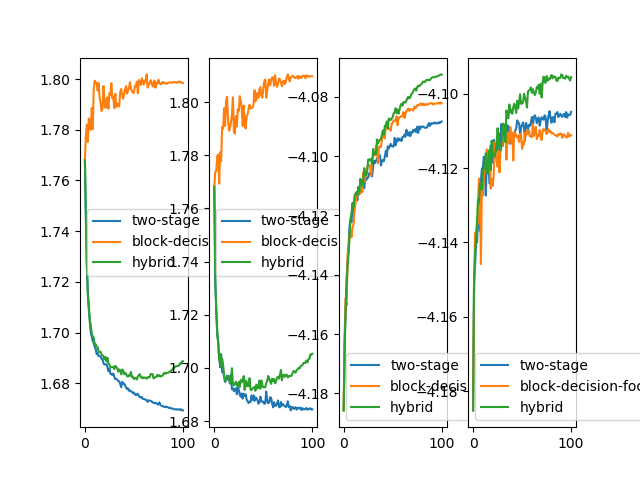 1.80
1.78
1.76
1.74
1.72
1.70
1.68
0
100
two-stage
block-decis
hybrid
1.80
1.78
1.76
1.74
1.72
1.70
1.68
0
100
two-stage
block-decis
hybrid
−4.08
−4.10
−4.12
−4.14
−4.16
−4.18
0
100
two-stage
block-decis
hybrid
−4.10
−4.12
−4.14
−4.16
−4.18
0
100
two-stage
block-decision-foc
hybrid